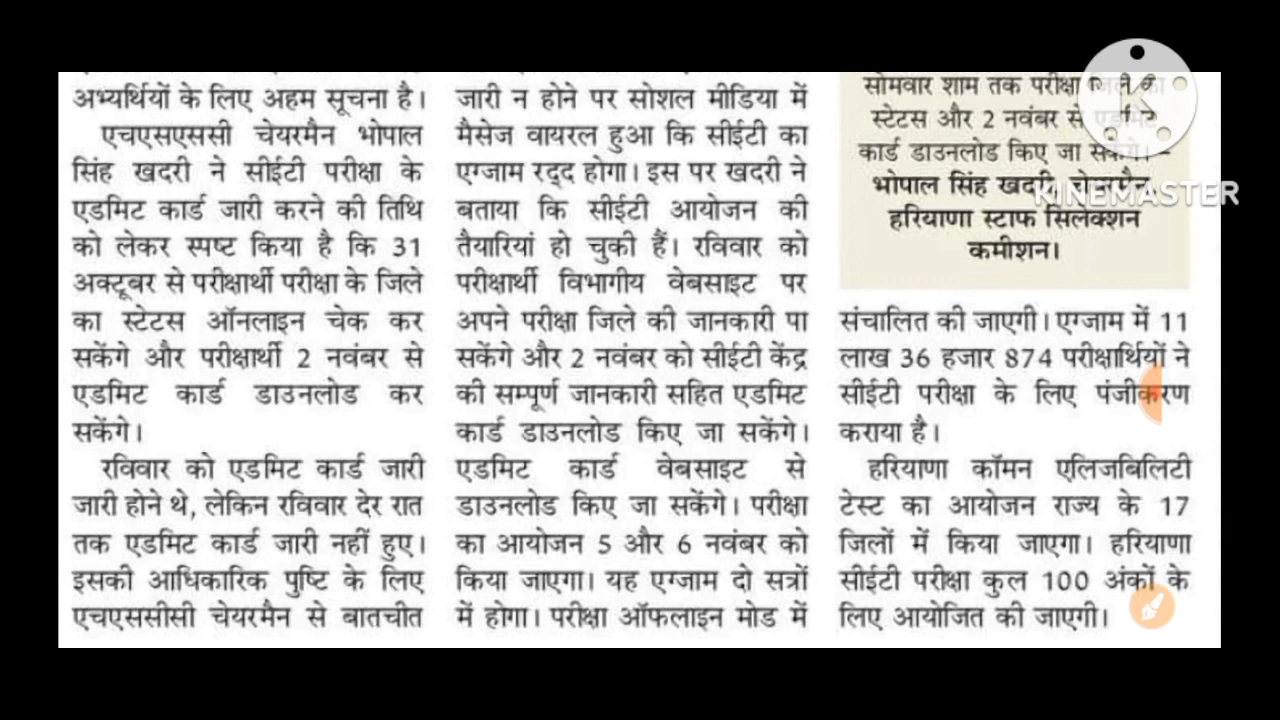 अभ्यर्थियों के लिए अहम सूचना है।
एचएसएससी चेयरमैन भोपाल
सिंह खदरी ने सीईटी परीक्षा के
एडमिट कार्ड जारी करने की तिथि
को लेकर स्पष्ट किया है कि 31
अक्टूबर से परीक्षार्थी परीक्षा के जिले
का स्टेटस ऑनलाइन चेक कर
सकेंगे और परीक्षार्थी 2 नवंबर से
एडमिट कार्ड डाउनलोड कर
सकेंगे।
रविवार को एडमिट कार्ड जारी
जारी होने थे, लेकिन रविवार देर रात
तक एडमिट कार्ड जारी नहीं हुए।
इसकी आधिकारिक पुष्टि के लिए
एचएससीसी चेयरमैन से बातचीत
जारी न होने पर सोशल मीडिया में
मैसेज वायरल हुआ कि सीईटी का
एग्जाम रद्द होगा। इस पर खदरी ने
बताया कि सीईटी आयोजन की
तैयारियां हो चुकी हैं। रविवार को
परीक्षार्थी विभागीय वेबसाइट पर
अपने परीक्षा जिले की जानकारी पा
सकेंगे और 2 नवंबर को सीईटी केंद्र
की सम्पूर्ण जानकारी सहित एडमिट
कार्ड डाउनलोड किए जा सकेंगे।
एडमिट कार्ड वेबसाइट से
डाउनलोड किए जा सकेंगे। परीक्षा
का आयोजन 5 और 6 नवंबर को
किया जाएगा। यह एग्जाम दो सत्रों
में होगा। परीक्षा ऑफलाइन मोड में
सोमवार शाम तक परीक्षा जिले का
स्टेटस और 2 नवंबर से एडमिट
कार्ड डाउनलोड किए जा सकेंगे। –
भोपाल सिंह खदरी, चेयरमैन,
हरियाणा स्टाफ सिलेक्शन
कमीशन।
संचालित की जाएगी। एग्जाम में 11
लाख 36 हजार 874 परीक्षार्थियों ने
सीईटी परीक्षा के लिए पंजीकरण
कराया है।
हरियाणा कॉमन एलिजबिलिटी
टेस्ट का आयोजन राज्य के 17
जिलों में किया जाएगा। हरियाणा
सीईटी परीक्षा कुल 100 अंकों के
लिए आयोजित की जाएगी।
KINEMASTER